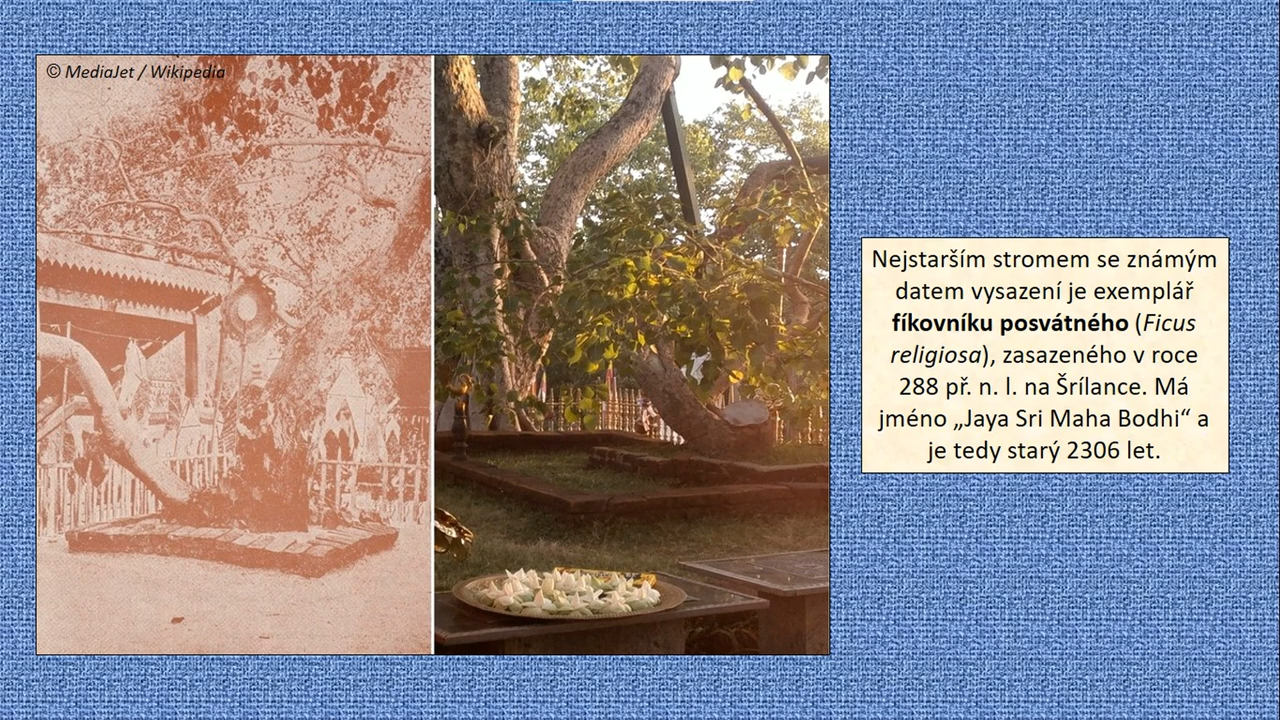 © MediaJet / Wikipedia
Nejstarším stromem se známým
datem vysazení je exemplář
fíkovníku posvátného (Ficus
religiosa), zasazeného v roce
288 př. n. l. na Šrílance. Má
jméno „Jaya Sri Maha Bodhi“ a
je tedy starý 2306 let.